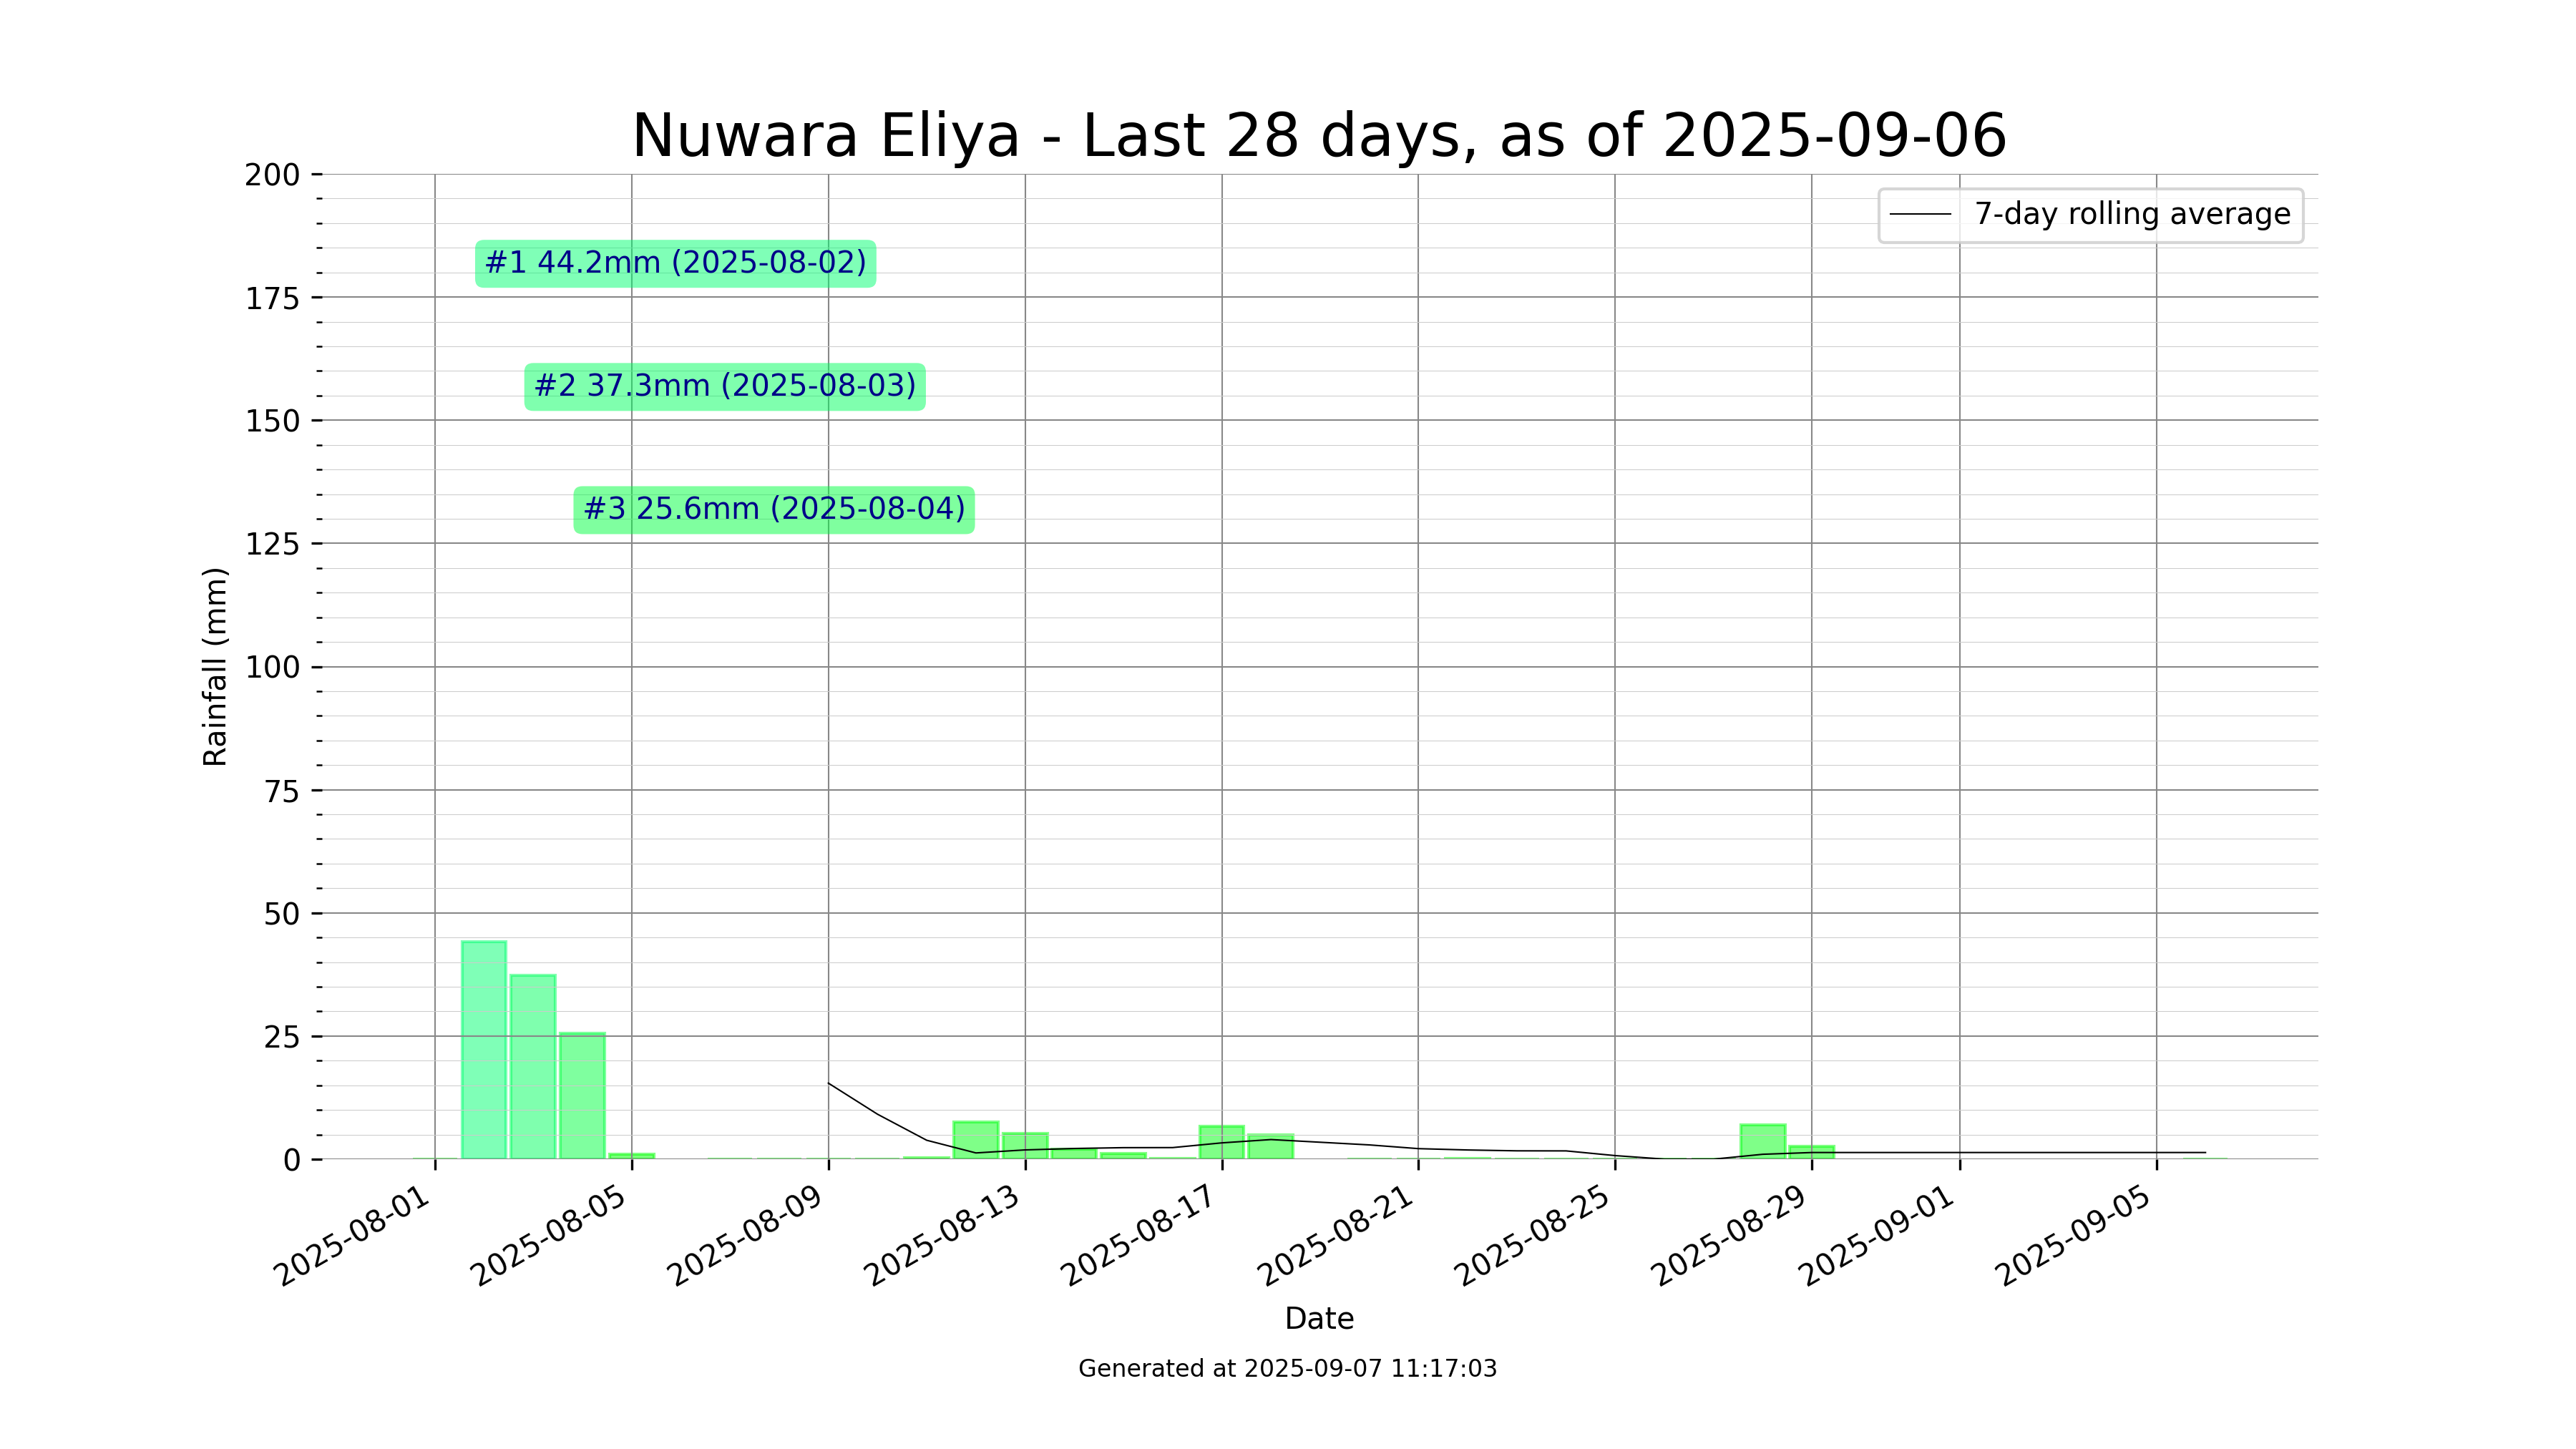 Nuwara Eliya - Last 28 days, as of 2025-09-06
7-day rolling average
#1 44.2mm (2025-08-02)
#2 37.3mm (2025-08-03)
#3 25.6mm (2025-08-04)
Rainfall (mm)
200
175
150
125
100
75
50
25
0
2025-08-01
2025-08-05
2025-08-09
2025-08-13
2025-08-17
2025-08-21
2025-08-25
2025-08-29
2025-09-01
2025-09-05
Date
Generated at 2025-09-07 11:17:03